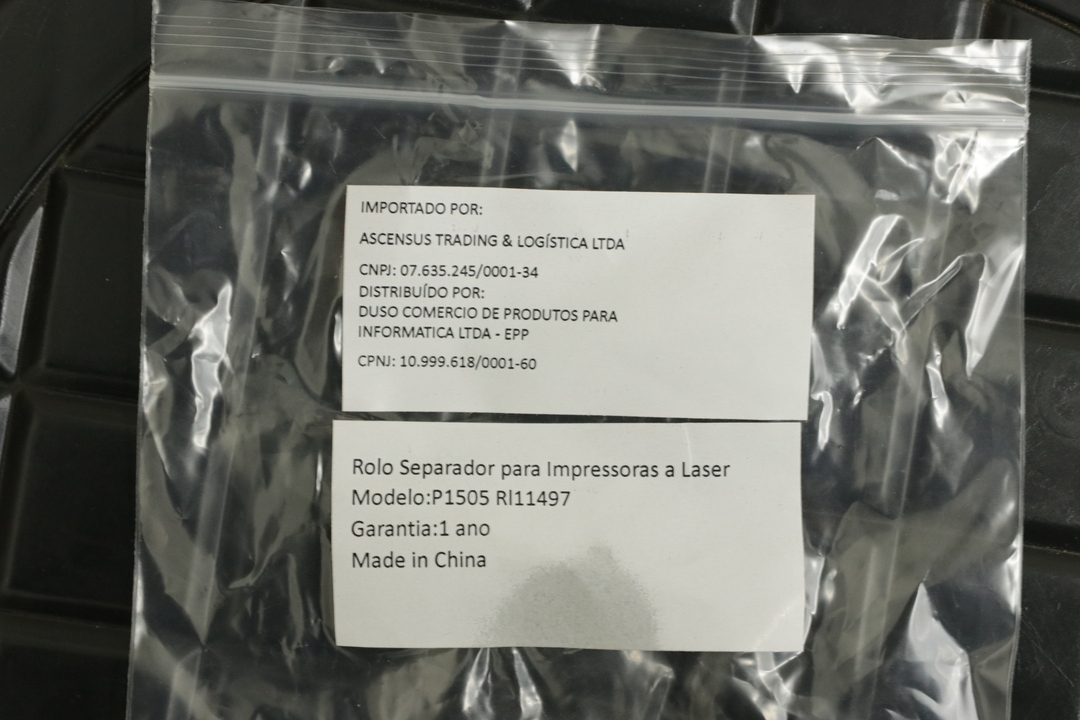 IMPORTADO POR:
ASCENSUS TRADING & LOGÍSTICA LTDA
CNPJ: 07.635.245/0001-34
DISTRIBUÍDO POR:
DUSO COMERCIO DE PRODUTOS PARA
INFORMATICA LTDA - EPP
CPNJ: 10.999.618/0001-60
Rolo Separador para Impressoras a Laser
Modelo:P1505 Rl11497
Garantia:1 ano
Made in China